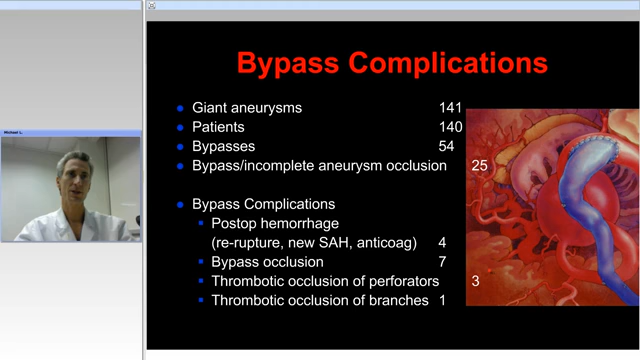 Bypass Complications
Giant aneurysms 141
Patients 140
Bypasses 54
Bypass/incomplete aneurysm occlusion 25
Bypass Complications
Postop hemorrhage
(re-rupture, new SAH, anticoag) 4
Bypass occlusion 7
Thrombotic occlusion of perforators 3
Thrombotic occlusion of branches 1
Michael L.